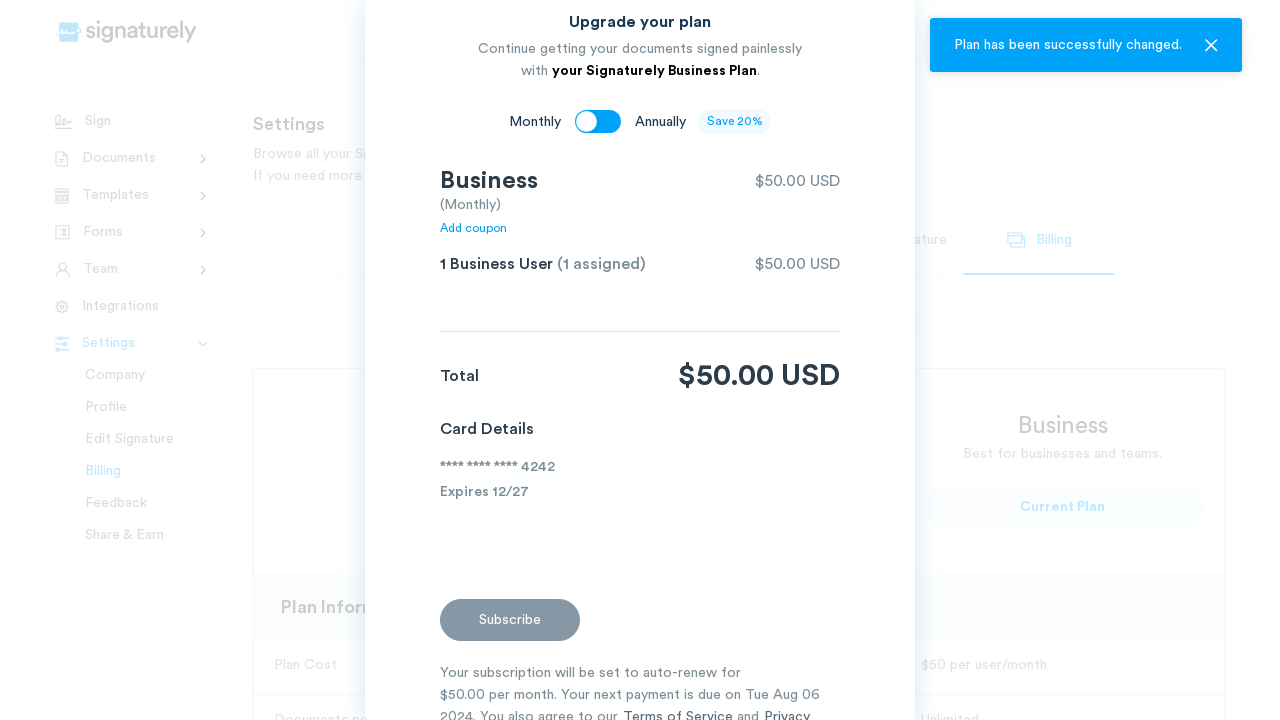 signaturely
Upgrade your plan
Continue getting your documents signed painlessly
with your Signaturely Business Plan.
Plan has been successfully changed.
Monthly
Annually
Save 20%
Sign
Documents
Templates
Forms
Team
Integrations
Settings
Company
Profile
Edit Signature
Billing
Feedback
Share & Earn
Settings
Browse all your Si
If you need more
ature
Billing
Business
$50.00 USD
(Monthly)
Add coupon
1 Business User (1 assigned)
$50.00 USD
Total
$50.00 USD
Card Details
**** **** **** 4242
Expires 12/27
Subscribe
Your subscription will be set to auto-renew for
$50.00 per month. Your next payment is due on Tue Aug 06
2024. You also agree to our Terms of Service and Privacy
Business
Best for businesses and teams.
Current Plan
Plan Inform
Plan Cost
$50 per user/month
Documents pe
Unlimited